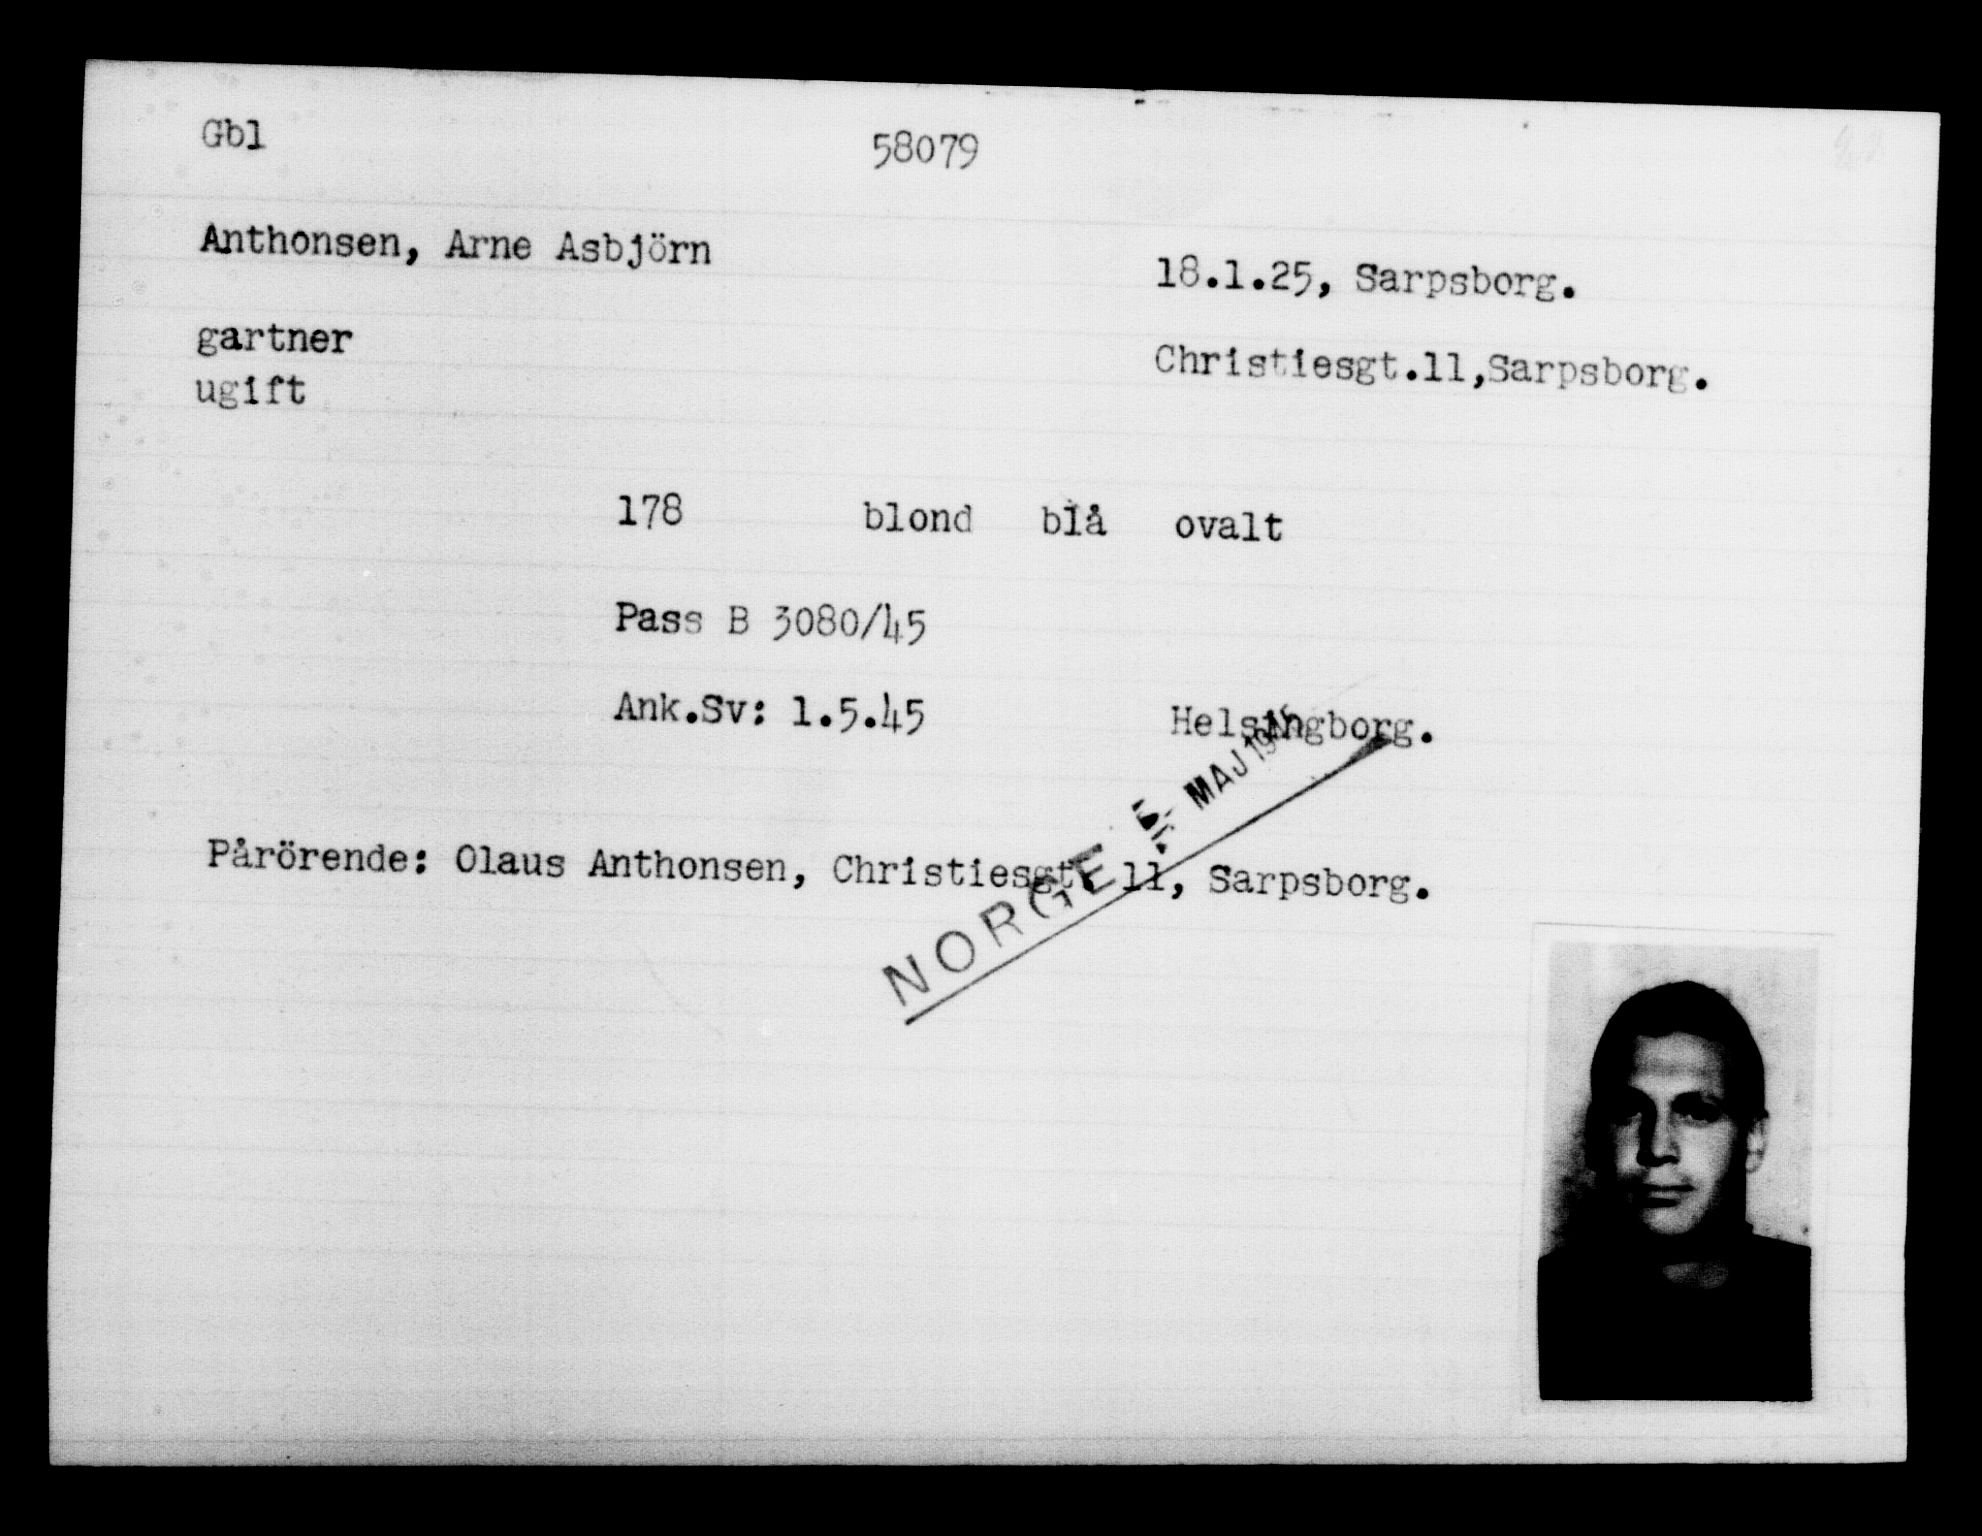 Gbl 58079
Anthonsen, Arne Asbjörn 18.1.25, Sarpsborg.
gartner Christiesgt.11,Sarpsborg.
ugift
178 blond blå ovalt
Pass B 3080/45
Ank.Sv: 1.5.45 Helsingborg.
Pårörende: Olaus Anthonsen, Christiesgt. 11, Sarpsborg.
NORGE MAJ 1945